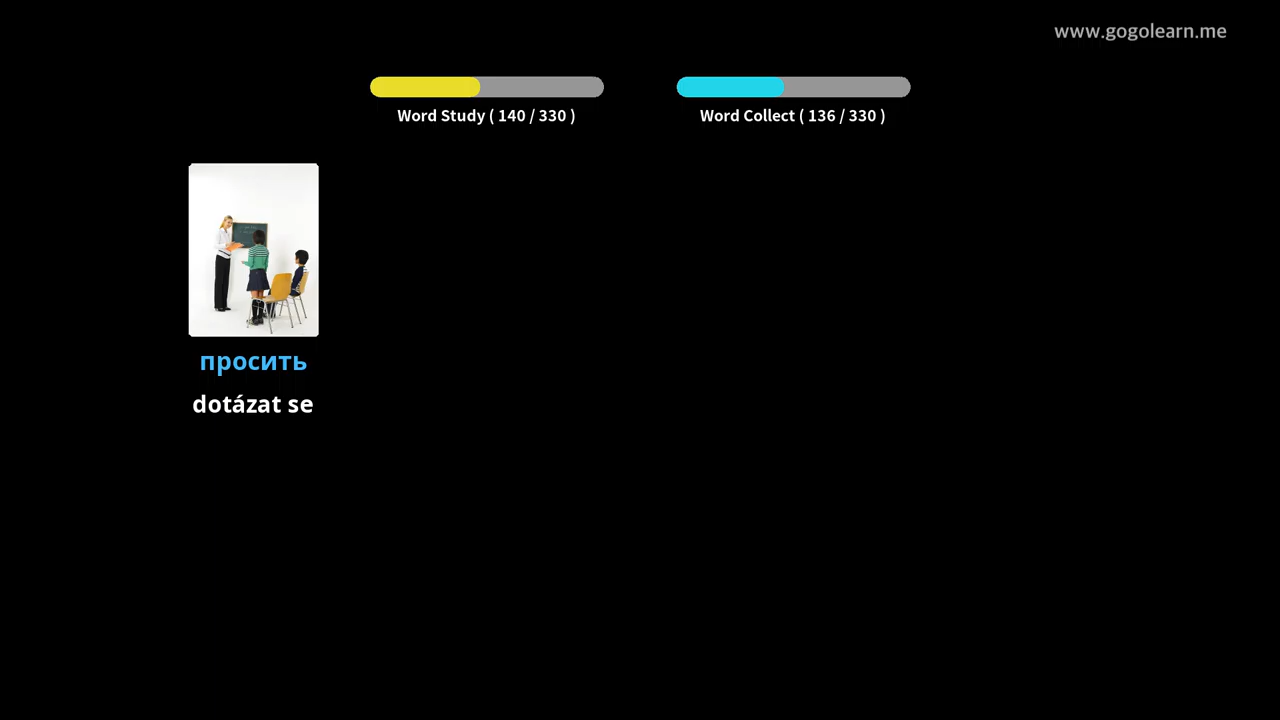 www.gogolearn.me
Word Study ( 140 / 330 )
Word Collect ( 136 / 330 )
просить
dotázat se